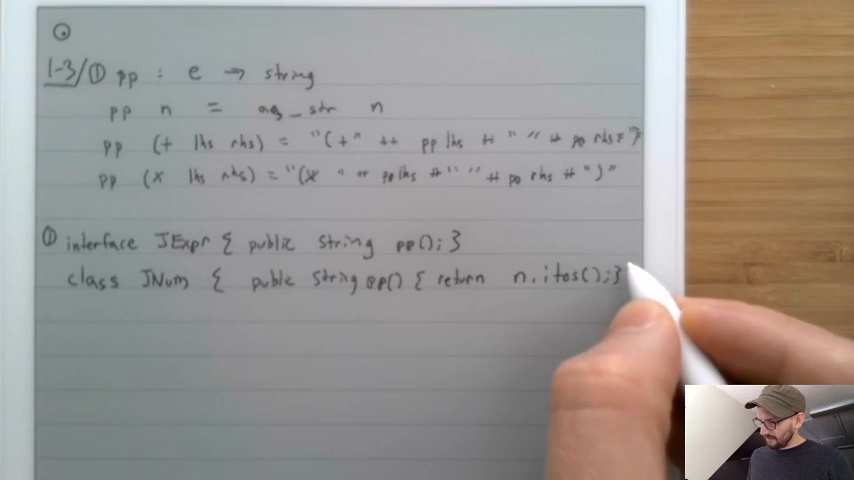 1-3/① pp : e → string
pp n = as_str n
pp (+ lhs rhs) = "(+" ++ pp lhs ++ " " ++ pp rhs ++ ")"
pp (x lhs rhs) = "(x " ++ pp lhs ++ " " ++ pp rhs ++ ")"
① interface JExpr { public String pp(); }
class JNum { public String pp() { return n.itos(); }